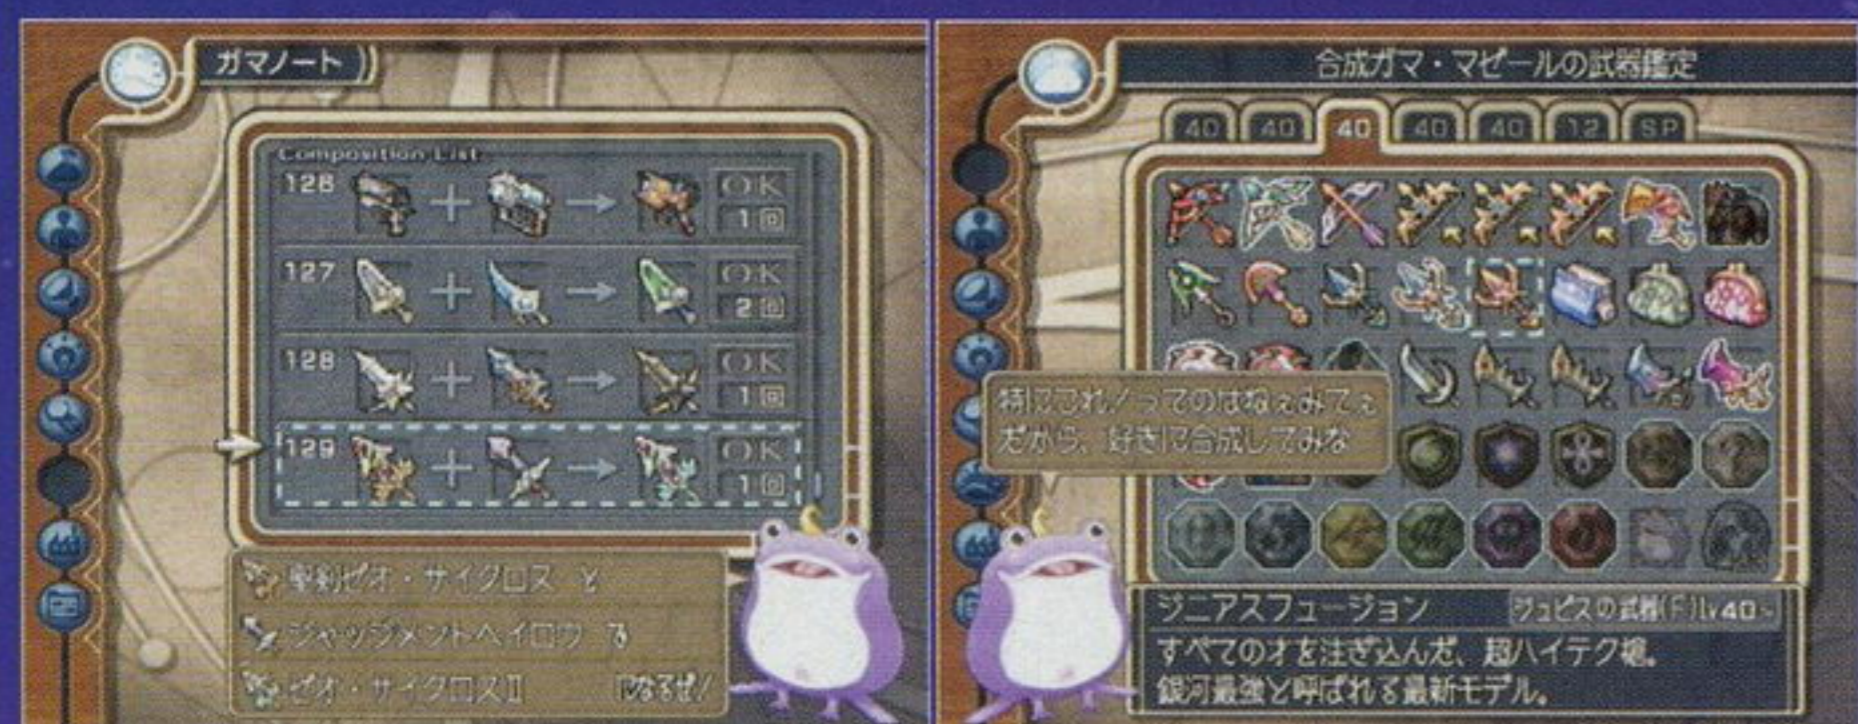 ガマノート
Composition List
126 OK
1回
127 OK
2回
128 OK
1回
129 OK
1回
聖剣ゼオ・サイグロス と
ジャッジメントヘイロウ で
ゼオ・サイグロスⅡ になるぜ!
合成ガマ・マゼールの武器鑑定
40 40 40 40 40 12 SP
特にこれ!ってのはねぇみてぇ
だから、好きに合成してみな
ジニアスフュージョン ジュピスの武器(F)Lv40~
すべての才を注ぎ込んだ、超ハイテク槍。
銀河最強と呼ばれる最新モデル。